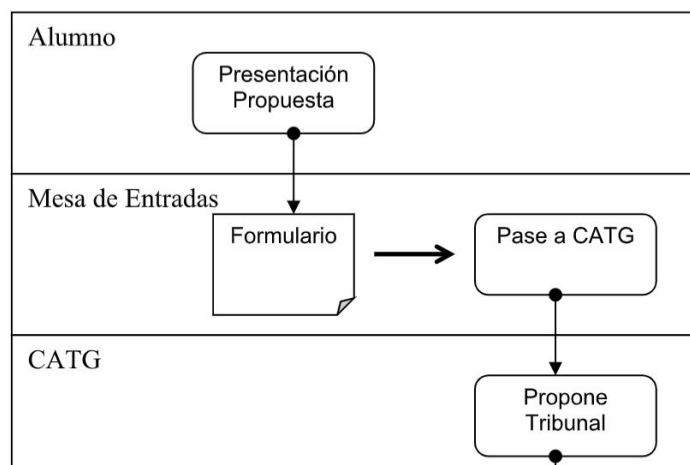 Alumno
Presentación
Propuesta
Mesa de Entradas
Formulario
Pase a CATG
CATG
Propone
Tribunal